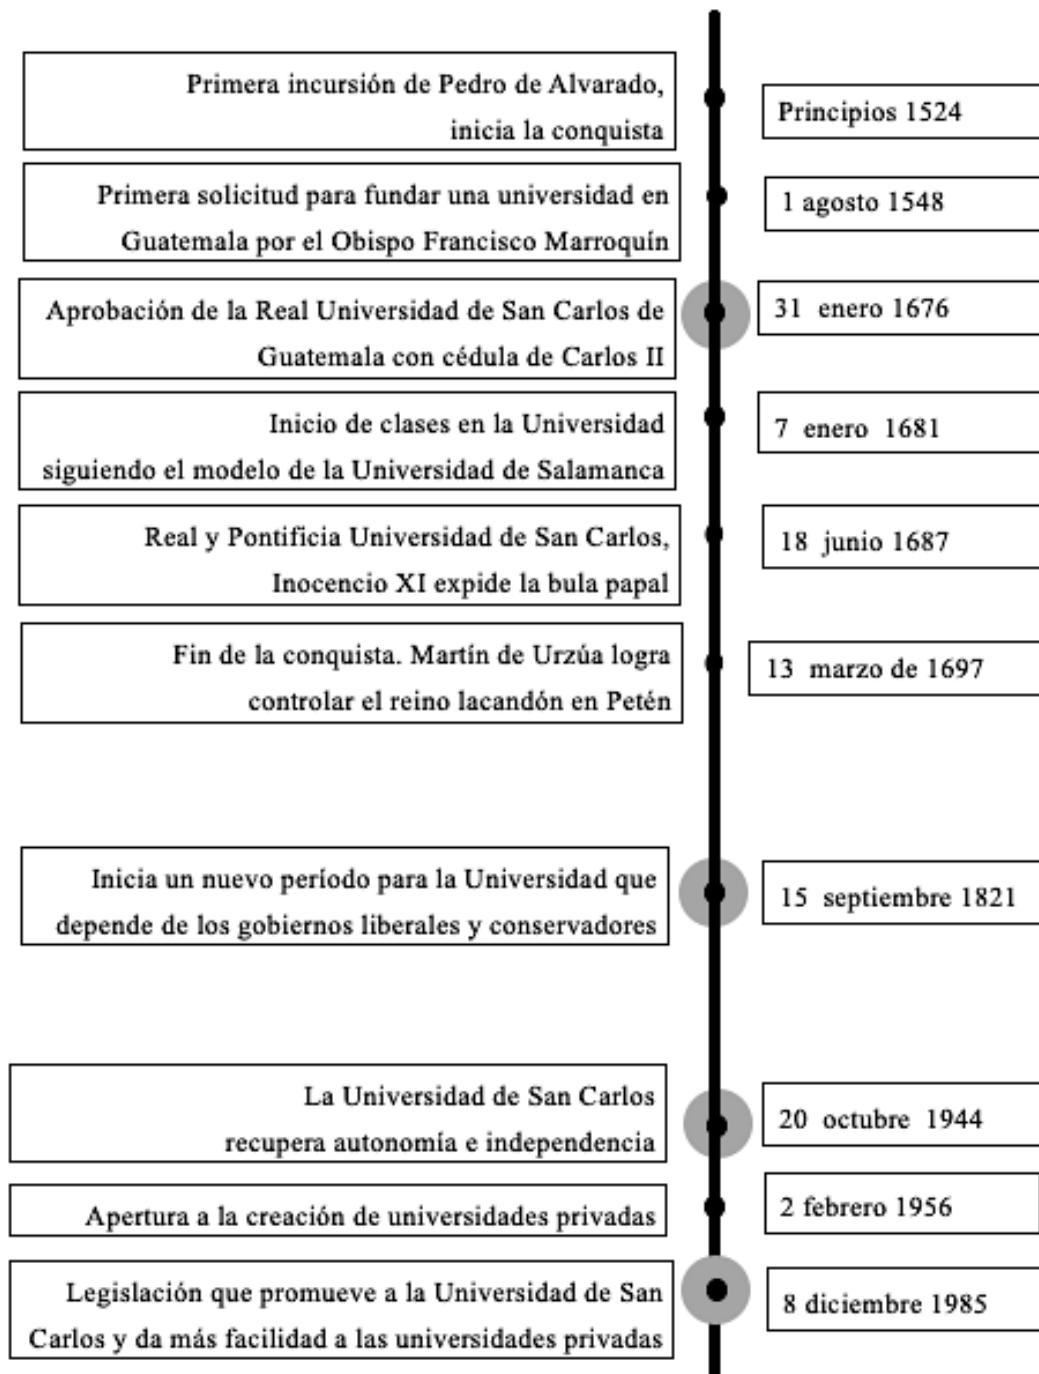 Primera incursión de Pedro de Alvarado,
inicia la conquista
Principios 1524
Primera solicitud para fundar una universidad en
Guatemala por el Obispo Francisco Marroquín
1 agosto 1548
Aprobación de la Real Universidad de San Carlos de
Guatemala con cédula de Carlos II
31 enero 1676
Inicio de clases en la Universidad
siguiendo el modelo de la Universidad de Salamanca
7 enero 1681
Real y Pontificia Universidad de San Carlos,
Inocencio XI expide la bula papal
18 junio 1687
Fin de la conquista. Martín de Urzúa logra
controlar el reino lacandón en Petén
13 marzo de 1697
Inicia un nuevo período para la Universidad que
depende de los gobiernos liberales y conservadores
15 septiembre 1821
La Universidad de San Carlos
recupera autonomía e independencia
20 octubre 1944
Apertura a la creación de universidades privadas
2 febrero 1956
Legislación que promueve a la Universidad de San
Carlos y da más facilidad a las universidades privadas
8 diciembre 1985